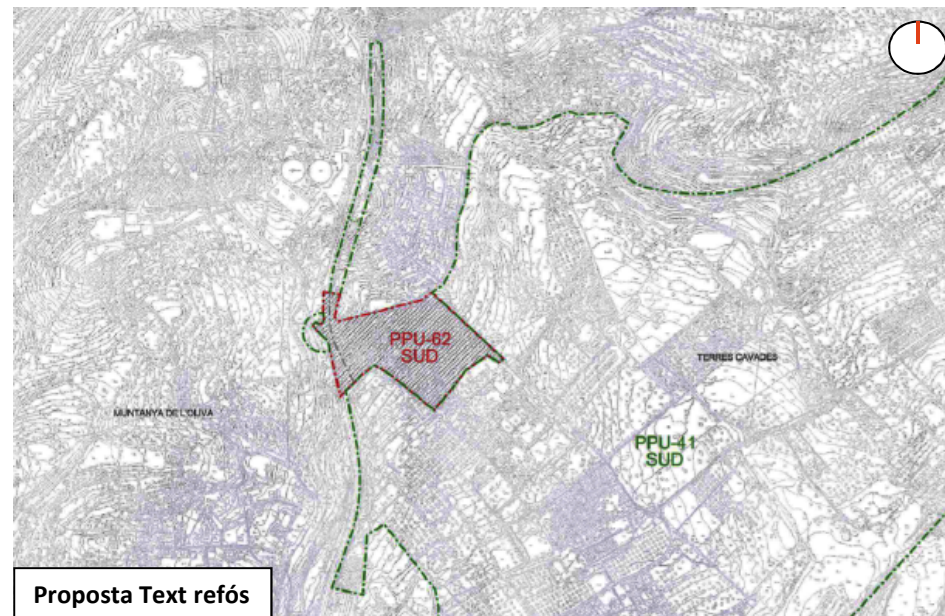 PPU-62
SUD
TERRES CAVADES
MUNTANYA DE L'OLIVA
PPU-41
SUD
Proposta Text refós